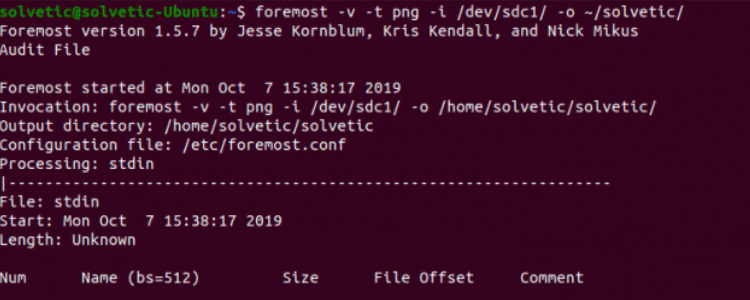 solvetic@solvetic-Ubuntu:~$ foremost -v -t png -i /dev/sdc1/ -o ~/solvetic/
Foremost version 1.5.7 by Jesse Kornblum, Kris Kendall, and Nick Mikus
Audit File
Foremost started at Mon Oct  7 15:38:17 2019
Invocation: foremost -v -t png -i /dev/sdc1/ -o /home/solvetic/solvetic/
Output directory: /home/solvetic/solvetic
Configuration file: /etc/foremost.conf
Processing: stdin
|------------------------------------------------------------------
File: stdin
Start: Mon Oct  7 15:38:17 2019
Length: Unknown
Num      Name (bs=512)         Size      File Offset     Comment